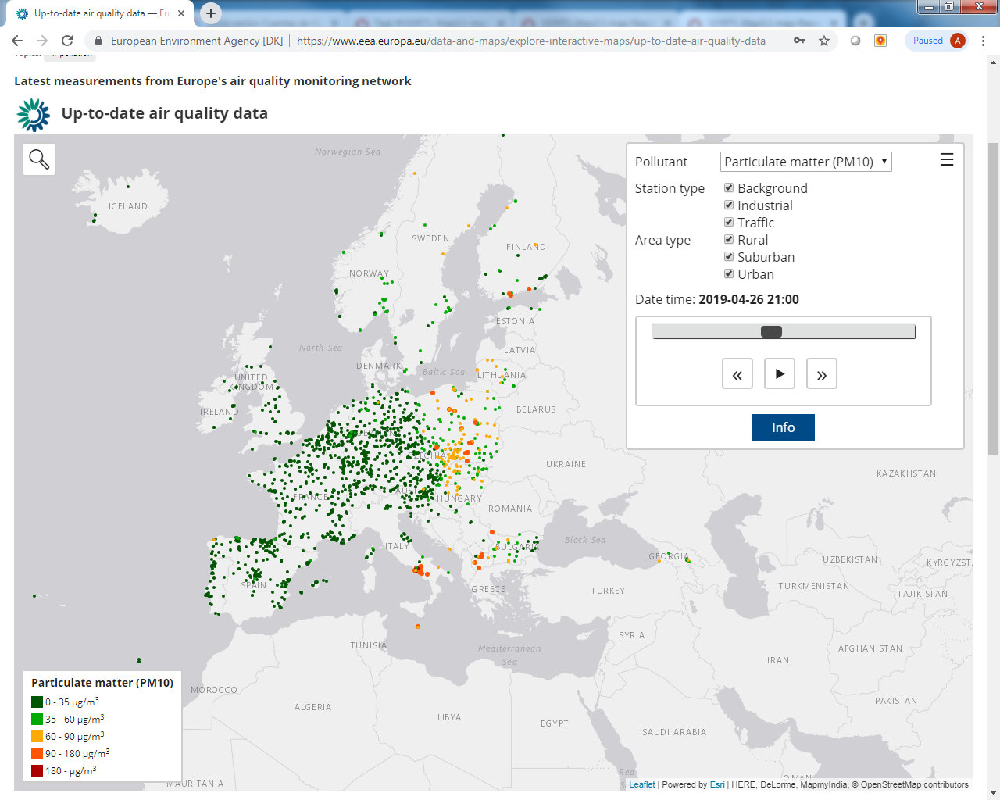 Up-to-date air quality data — Eu
European Environment Agency [DK]
https://www.eea.europa.eu/data-and-maps/explore-interactive-maps/up-to-date-air-quality-data
Paused
A
Latest measurements from Europe's air quality monitoring network
Up-to-date air quality data
Pollutant
Particulate matter (PM10)
Station type
Background
Industrial
Traffic
Area type
Rural
Suburban
Urban
Date time: 2019-04-26 21:00
«
»
Info
Norwegian Sea
ICELAND
SWEDEN
FINLAND
NORWAY
ESTONIA
North Sea
LATVIA
DENMARK
Baltic Sea
LITHUANIA
UNITED
KINGDOM
IRELAND
BELARUS
CZECHIA
UKRAINE
KAZAKHSTAN
FRANCE
HUNGARY
ROMANIA
Black Sea
ITALY
BULGARIA
GEORGIA
UZBEKISTAN
KYRGYZST.
SPAIN
GREECE
TURKEY
TURKMENISTAN
TAJIKISTAN
SYRIA
TUNISIA
Mediterranean
Sea
IRAN
AFGHANISTAN
MOROCCO
ALGERIA
LIBYA
EGYPT
PAKISTAN
SAUDI ARABIA
Red
OMAN
MAURITANIA
Particulate matter (PM10)
0 - 35 µg/m³
35 - 60 µg/m³
60 - 90 µg/m³
90 - 180 µg/m³
180 - µg/m³
Leaflet | Powered by Esri | HERE, DeLorme, MapmyIndia, © OpenStreetMap contributors